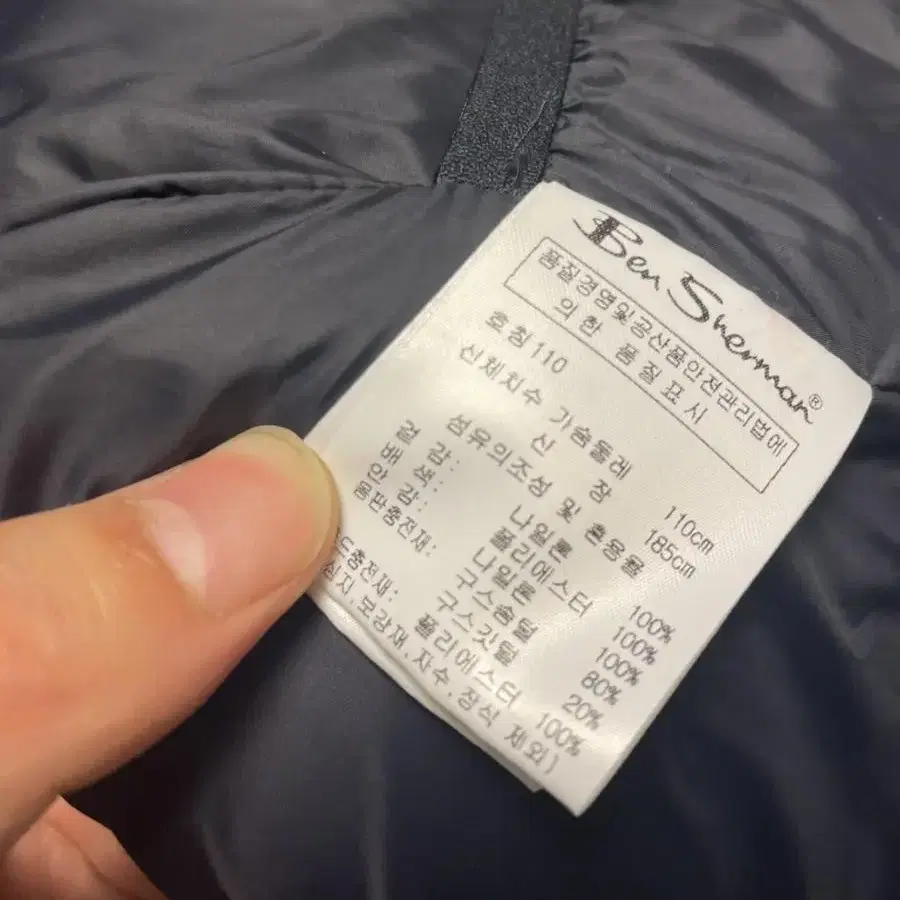 Ben Sherman®
품질경영및공산품안전관리법에
의한 품질표시
호칭 110
신체치수 가슴둘레 110cm
신 장 185cm
섬유의조성 및 혼용율
겉감: 나일론 100%
배색: 폴리에스터 100%
안감: 나일론 100%
몸판충전재: 구스솜털 80%
구스깃털 20%
드충전재: 폴리에스터 100%
심지,보강재,자수,장식 제외)